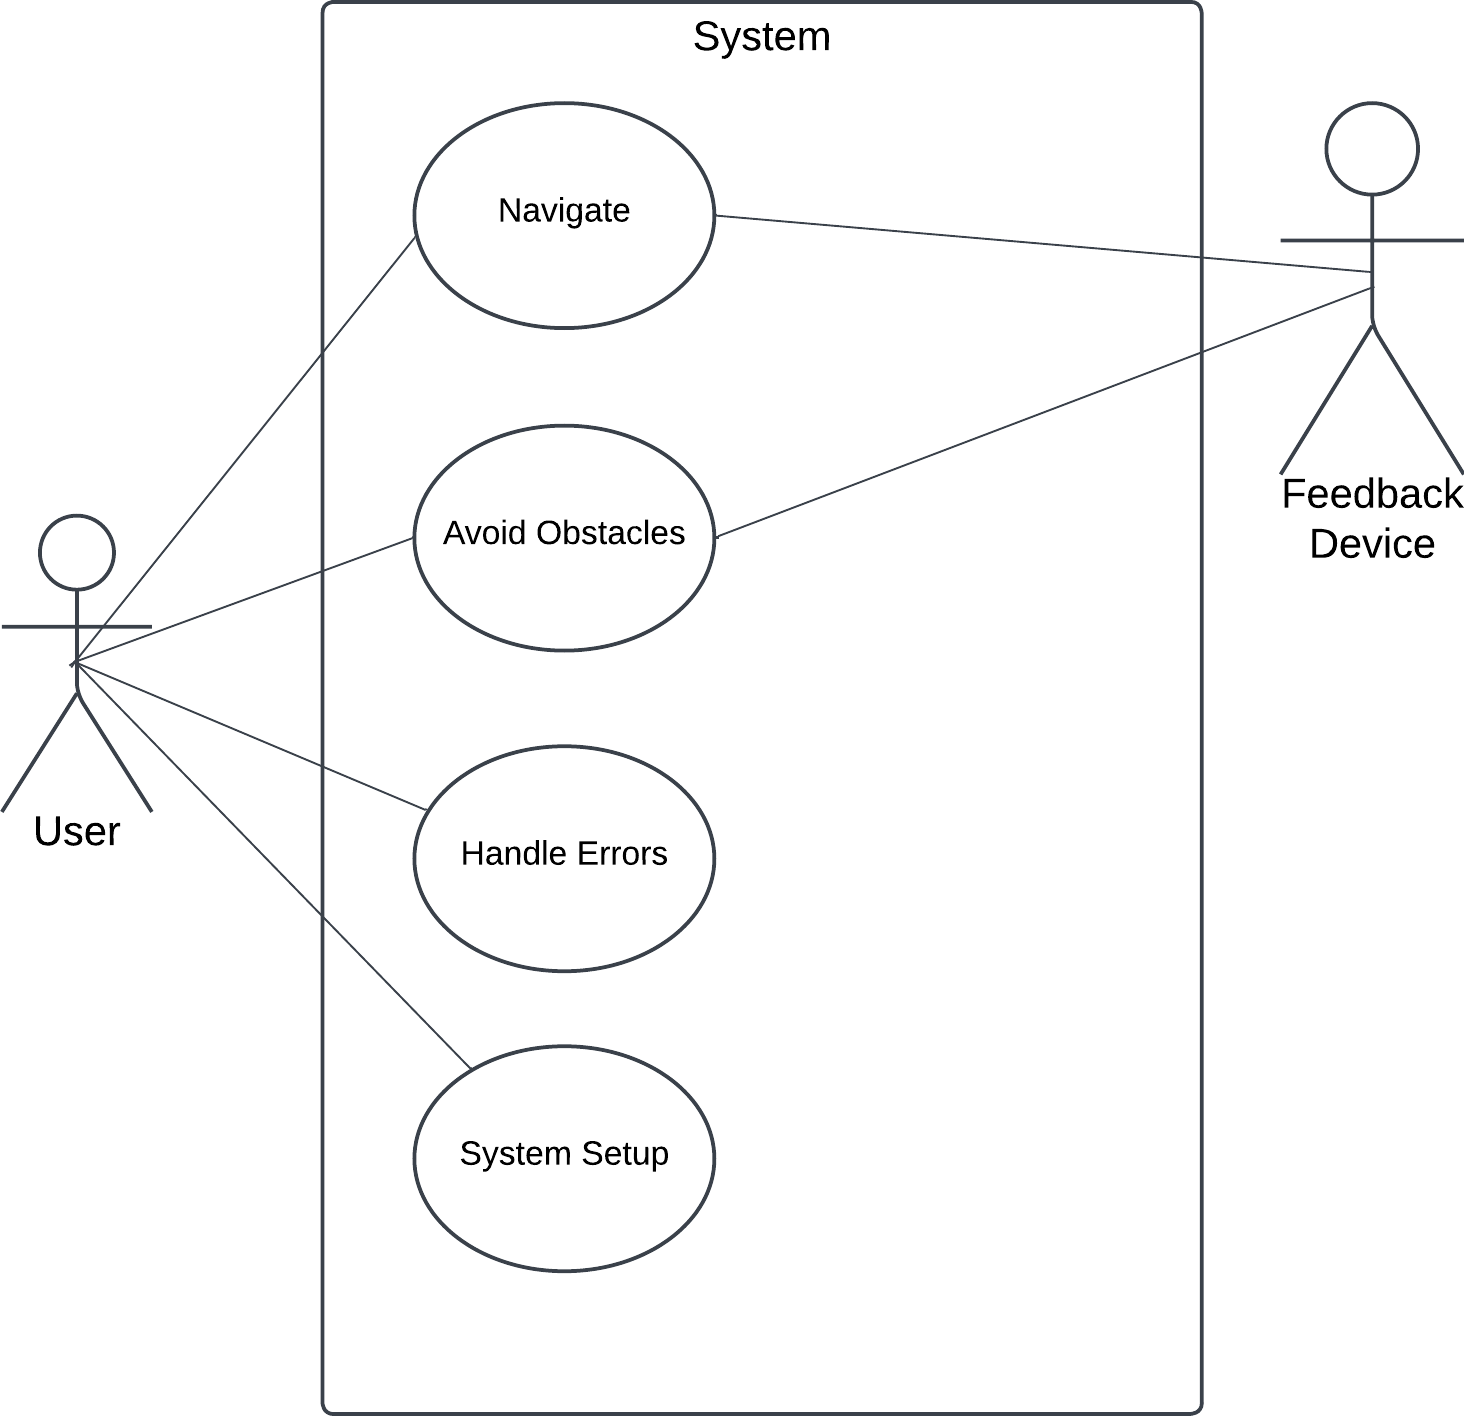 System
Navigate
Avoid Obstacles
Feedback
Device
User
Handle Errors
System Setup